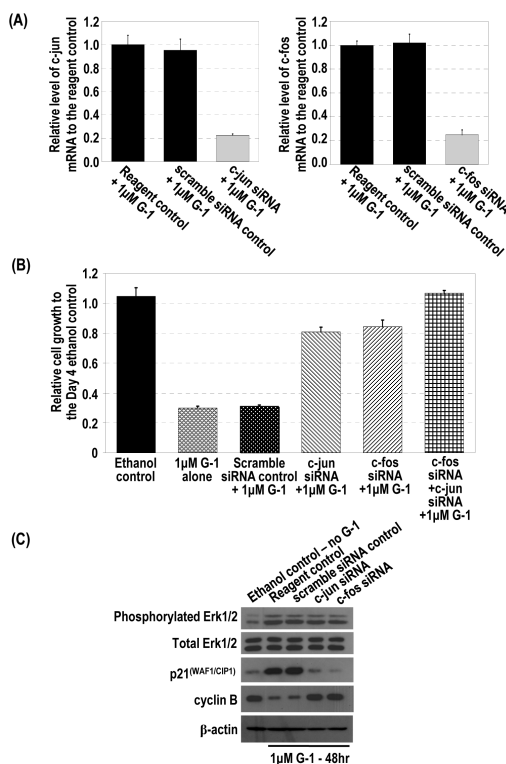 (A)
Relative level of c-jun
mRNA to the reagent control
1.2
1.0
0.8
0.6
0.4
0.2
0.0
Reagent control
+ 1μM G-1
scramble siRNA control
+ 1μM G-1
c-jun siRNA
+ 1μM G-1
Relative level of c-fos
mRNA to the reagent control
1.2
1.0
0.8
0.6
0.4
0.2
0.0
Reagent control
+ 1μM G-1
scramble siRNA control
+ 1μM G-1
c-fos siRNA
+ 1μM G-1
(B)
Relative cell growth to
the Day 4 ethanol control
1.2
1.0
0.8
0.6
0.4
0.2
0
Ethanol
control
1μM G-1
alone
Scramble
siRNA control
+ 1μM G-1
c-jun
siRNA
+1μM G-1
c-fos
siRNA
+1μM G-1
c-fos
siRNA
+c-jun
siRNA
+1μM G-1
(C)
Ethanol control – no G-1
Reagent control
scramble siRNA control
c-jun siRNA
c-fos siRNA
Phosphorylated Erk1/2
Total Erk1/2
p21(WAF1/CIP1)
cyclin B
β-actin
1μM G-1 - 48hr